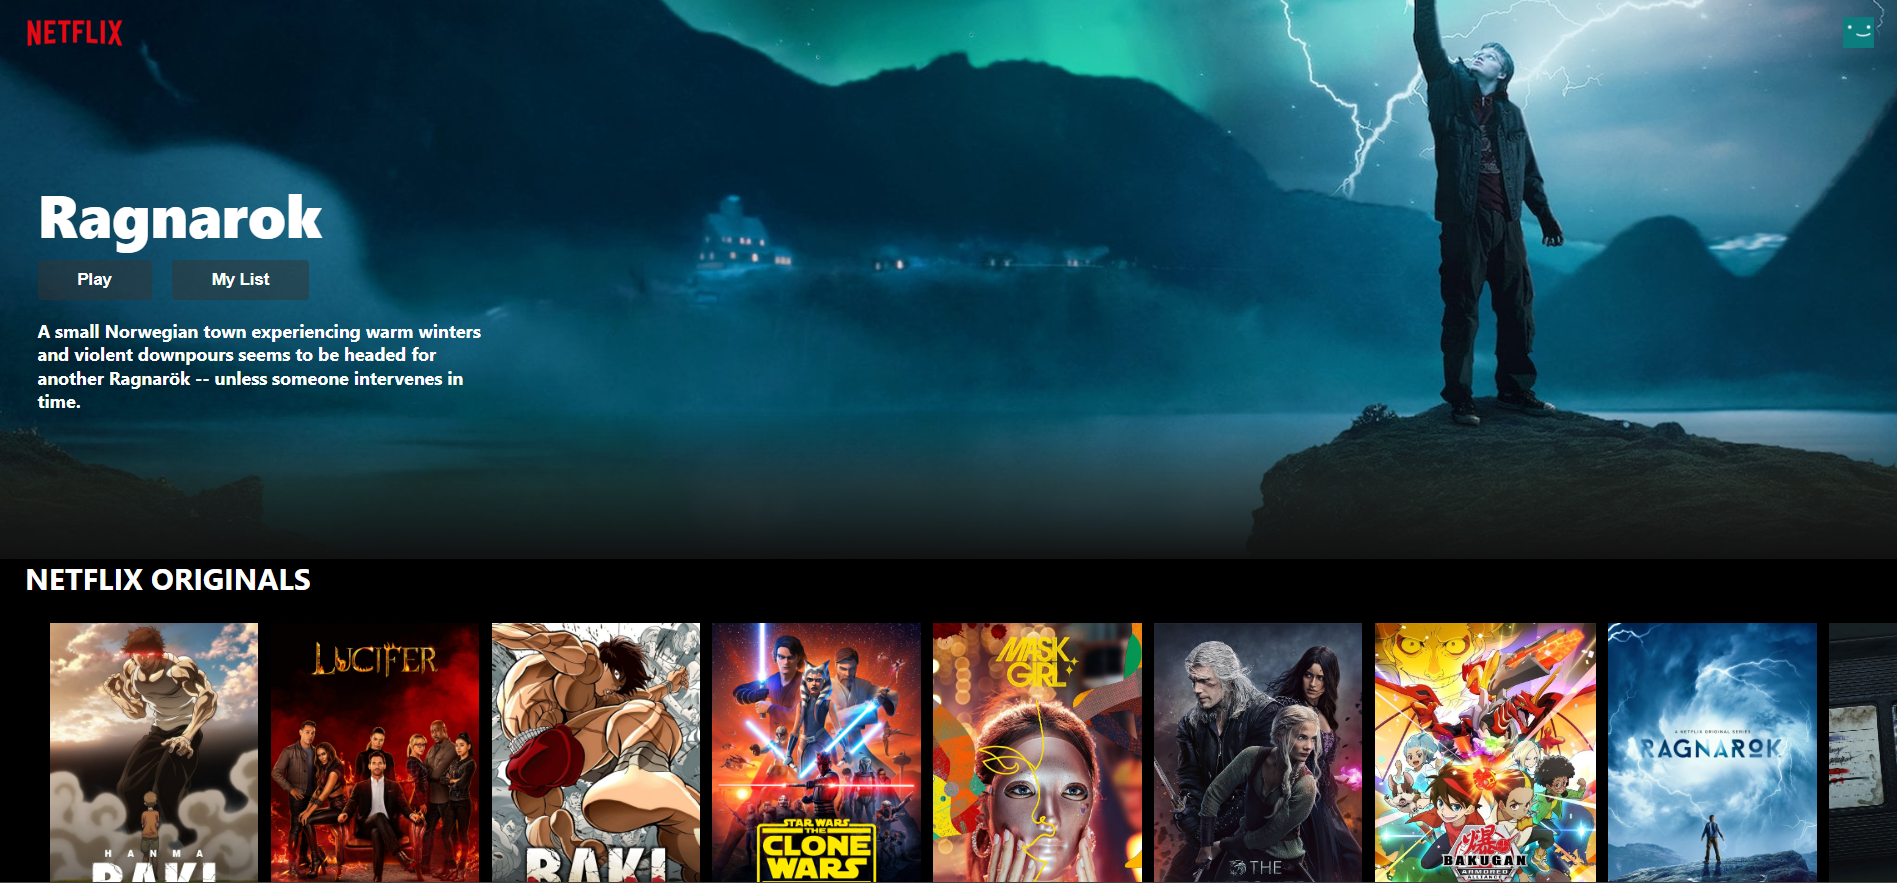 NETFLIX
Ragnarok
Play
My List
A small Norwegian town experiencing warm winters
and violent downpours seems to be headed for
another Ragnarök -- unless someone intervenes in
time.
NETFLIX ORIGINALS
HANMA
BAKI
LUCIFER
BAKI
STAR WARS
THE
CLONE
WARS
MASK
GIRL
THE
BAKUGAN
ARMORED
ALLIANCE
A NETFLIX ORIGINAL SERIES
RAGNAROK